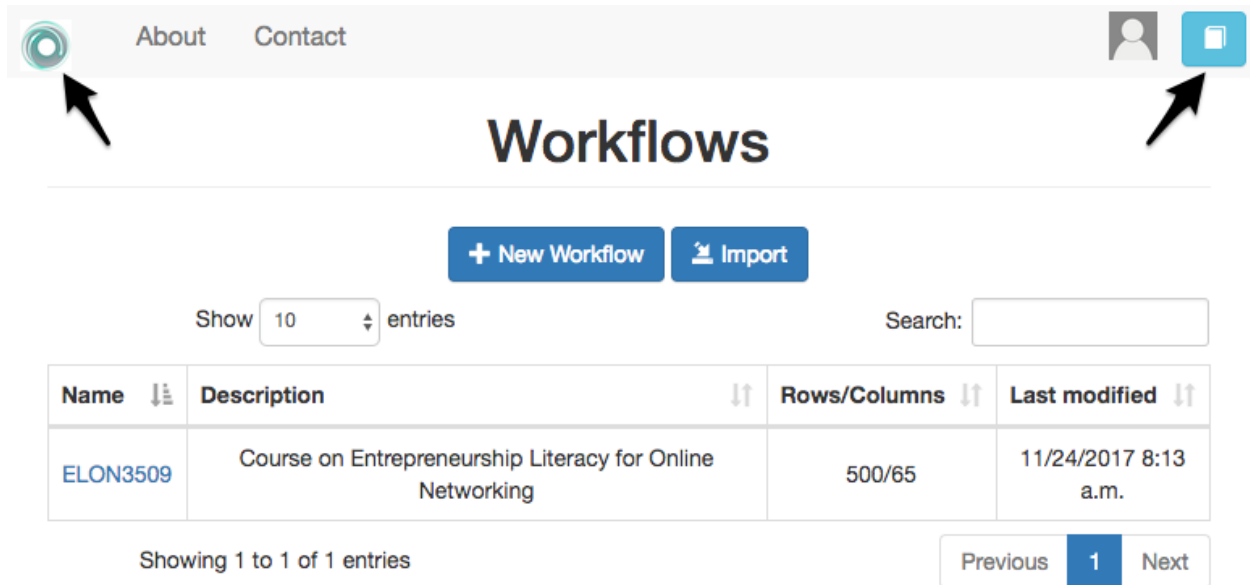 About Contact
Workflows
New Workflow Import
Show 10 entries Search:
Name Description Rows/Columns Last modified
ELON3509 Course on Entrepreneurship Literacy for Online Networking 500/65 11/24/2017 8:13 a.m.
Showing 1 to 1 of 1 entries Previous 1 Next